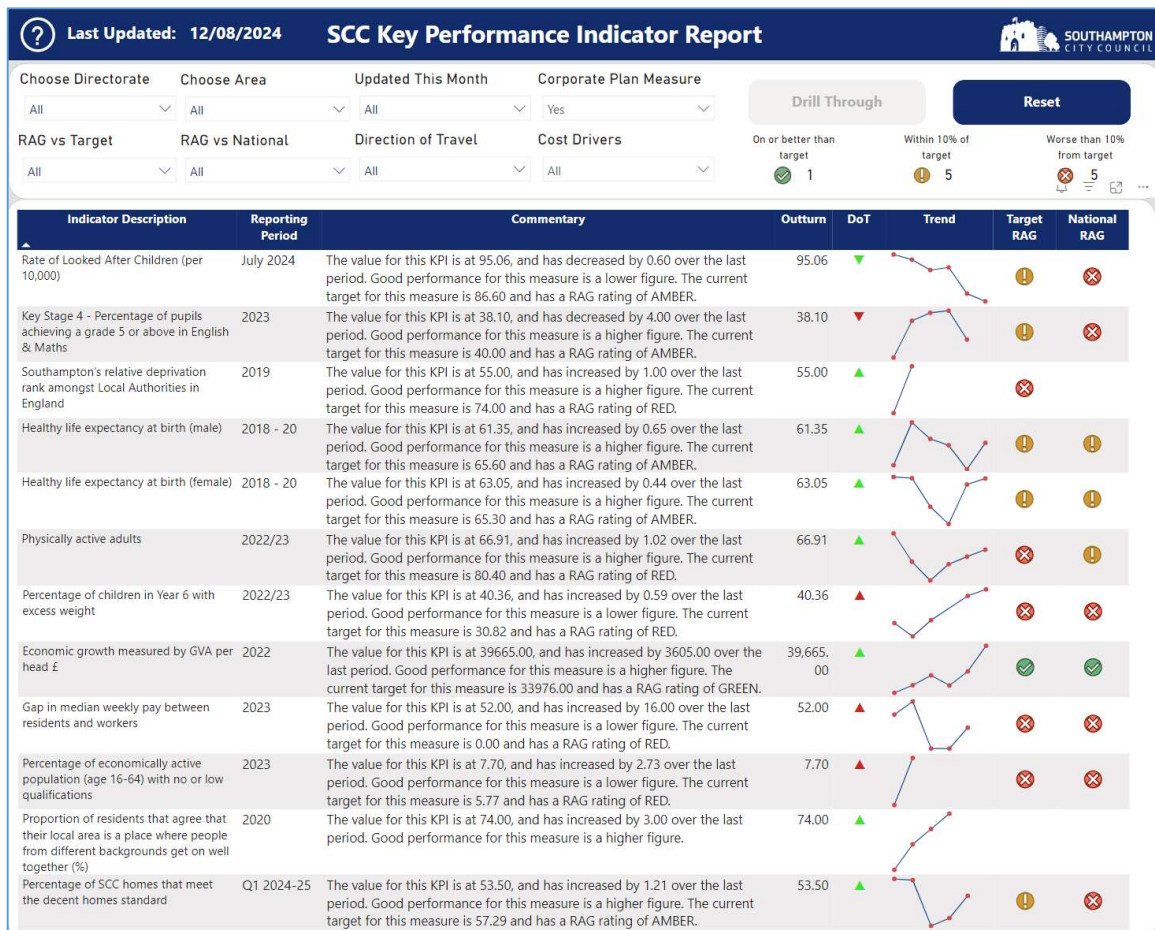 Last Updated: 12/08/2024
SCC Key Performance Indicator Report
SOUTHAMPTON
CITY COUNCIL
Choose Directorate
Choose Area
Updated This Month
Corporate Plan Measure
All
All
All
Yes
Drill Through
Reset
RAG vs Target
RAG vs National
Direction of Travel
Cost Drivers
All
All
All
All
On or better than
target
1
Within 10% of
target
5
Worse than 10%
from target
5
Indicator Description
Reporting
Period
Commentary
Outturn
DoT
Trend
Target
RAG
National
RAG
Rate of Looked After Children (per
10,000)
July 2024
The value for this KPI is at 95.06, and has decreased by 0.60 over the last
period. Good performance for this measure is a lower figure. The current
target for this measure is 86.60 and has a RAG rating of AMBER.
95.06
Key Stage 4 - Percentage of pupils
achieving a grade 5 or above in English
& Maths
2023
The value for this KPI is at 38.10, and has decreased by 4.00 over the last
period. Good performance for this measure is a higher figure. The current
target for this measure is 40.00 and has a RAG rating of AMBER.
38.10
Southampton's relative deprivation
rank amongst Local Authorities in
England
2019
The value for this KPI is at 55.00, and has increased by 1.00 over the last
period. Good performance for this measure is a higher figure. The current
target for this measure is 74.00 and has a RAG rating of RED.
55.00
Healthy life expectancy at birth (male)
2018 - 20
The value for this KPI is at 61.35, and has increased by 0.65 over the last
period. Good performance for this measure is a higher figure. The current
target for this measure is 65.60 and has a RAG rating of AMBER.
61.35
Healthy life expectancy at birth (female)
2018 - 20
The value for this KPI is at 63.05, and has increased by 0.44 over the last
period. Good performance for this measure is a higher figure. The current
target for this measure is 65.30 and has a RAG rating of AMBER.
63.05
Physically active adults
2022/23
The value for this KPI is at 66.91, and has increased by 1.02 over the last
period. Good performance for this measure is a higher figure. The current
target for this measure is 80.40 and has a RAG rating of RED.
66.91
Percentage of children in Year 6 with
excess weight
2022/23
The value for this KPI is at 40.36, and has increased by 0.59 over the last
period. Good performance for this measure is a lower figure. The current
target for this measure is 30.82 and has a RAG rating of RED.
40.36
Economic growth measured by GVA per
head £
2022
The value for this KPI is at 39665.00, and has increased by 3605.00 over the
last period. Good performance for this measure is a higher figure. The
current target for this measure is 33976.00 and has a RAG rating of GREEN.
39,665.
00
Gap in median weekly pay between
residents and workers
2023
The value for this KPI is at 52.00, and has increased by 16.00 over the last
period. Good performance for this measure is a lower figure. The current
target for this measure is 0.00 and has a RAG rating of RED.
52.00
Percentage of economically active
population (age 16-64) with no or low
qualifications
2023
The value for this KPI is at 7.70, and has increased by 2.73 over the last
period. Good performance for this measure is a lower figure. The current
target for this measure is 5.77 and has a RAG rating of RED.
7.70
Proportion of residents that agree that
their local area is a place where people
from different backgrounds get on well
together (%)
2020
The value for this KPI is at 74.00, and has increased by 3.00 over the last
period. Good performance for this measure is a higher figure.
74.00
Percentage of SCC homes that meet
the decent homes standard
Q1 2024-25
The value for this KPI is at 53.50, and has increased by 1.21 over the last
period. Good performance for this measure is a higher figure. The current
target for this measure is 57.29 and has a RAG rating of AMBER.
53.50